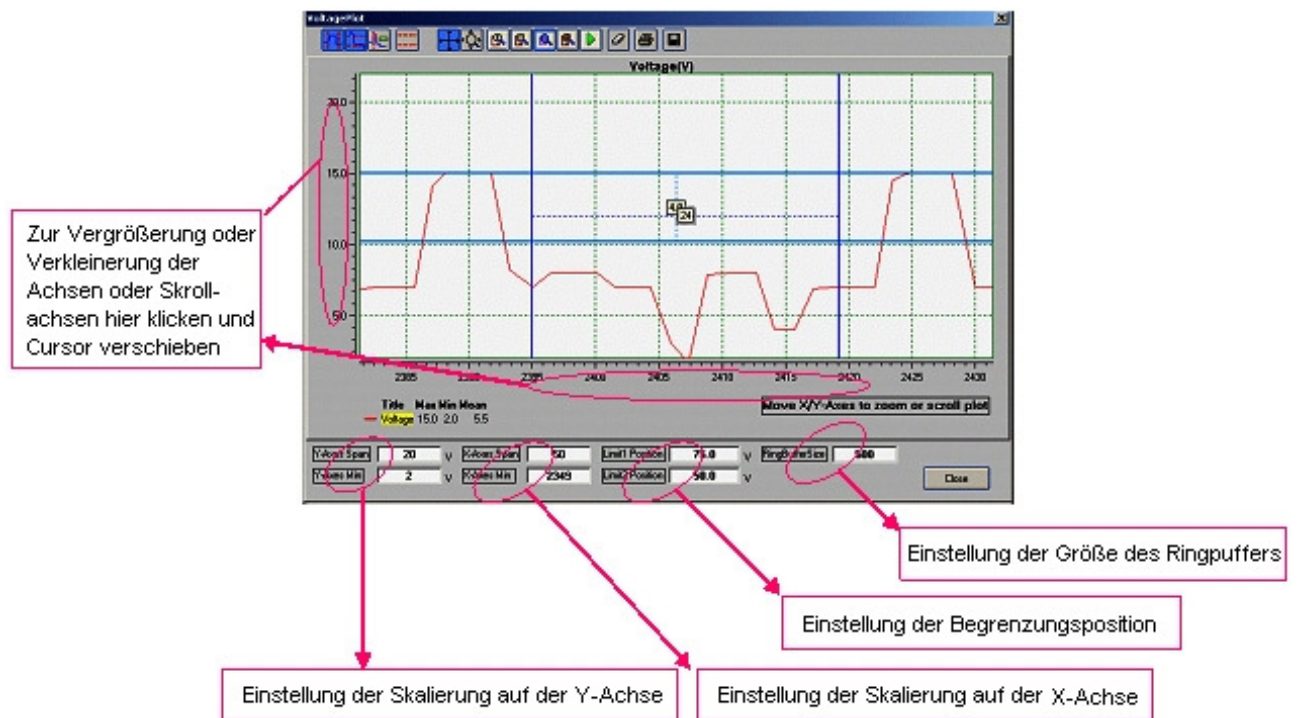 VoltagePlot
Voltage(V)
20.0
15.0
10.0
5.0
4.9
24
2385
2395
2400
2405
2410
2415
2420
2425
2430
Title Max Min Mean
Voltage 15.0 2.0 5.5
Move X/Y-Axes to zoom or scroll plot
Y-Axes Span 20 V X-Axes Span 50 Limit1 Position 75.0 V RingBufferSize 500
Y-Axes Min 2 V X-Axes Min 2349 Limit2 Position 50.0 V
Close
Zur Vergrößerung oder
Verkleinerung der
Achsen oder Skroll-
achsen hier klicken und
Cursor verschieben
Einstellung der Größe des Ringpuffers
Einstellung der Begrenzungsposition
Einstellung der Skalierung auf der Y-Achse
Einstellung der Skalierung auf der X-Achse